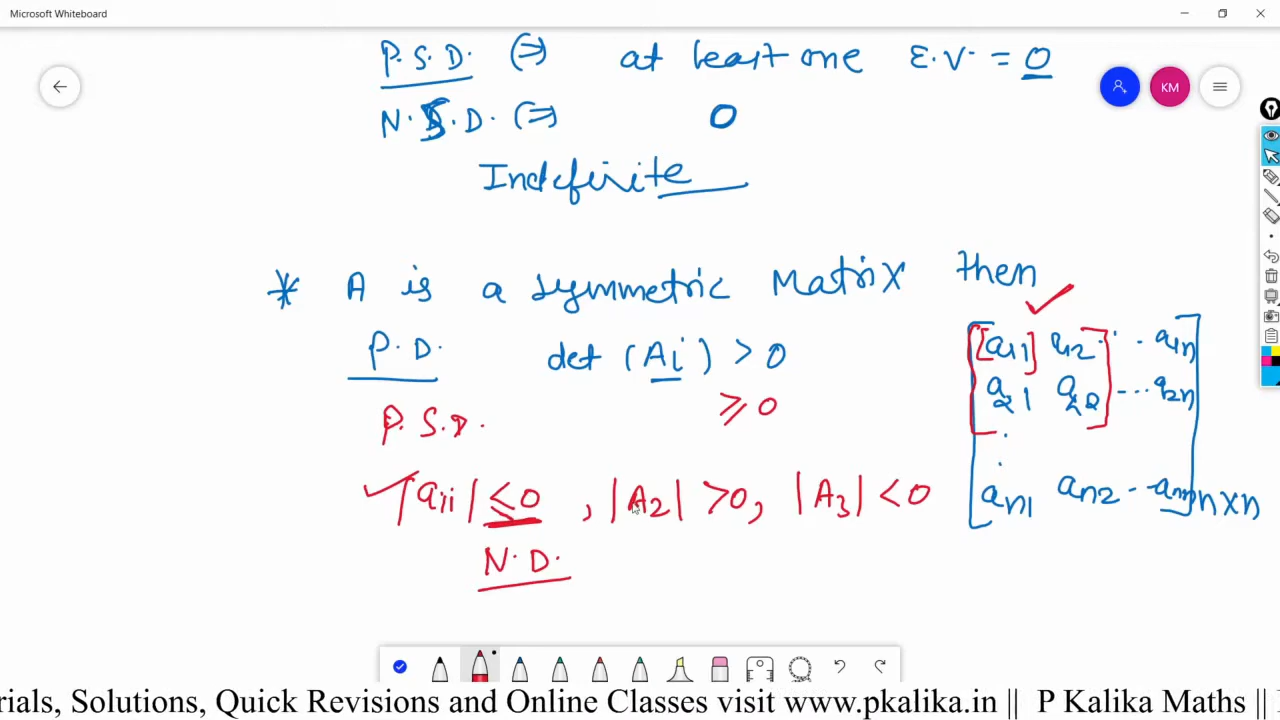 Microsoft Whiteboard
P.S.D. ⇔ at least one E.V. = 0
KM
N.S.D. ⇔ 0
Indefinite
* A is a symmetric Matrix then
P.D. det (Ai) > 0
P.S.D. ≥ 0
[a11] a12 . . a1n
a21 a22 --- a2n
.
.
an1 an2 -- ann n×n
|aii| ≤ 0 , |A2| > 0, |A3| < 0
N.D.
rials, Solutions, Quick Revisions and Online Classes visit www.pkalika.in || P Kalika Maths ||